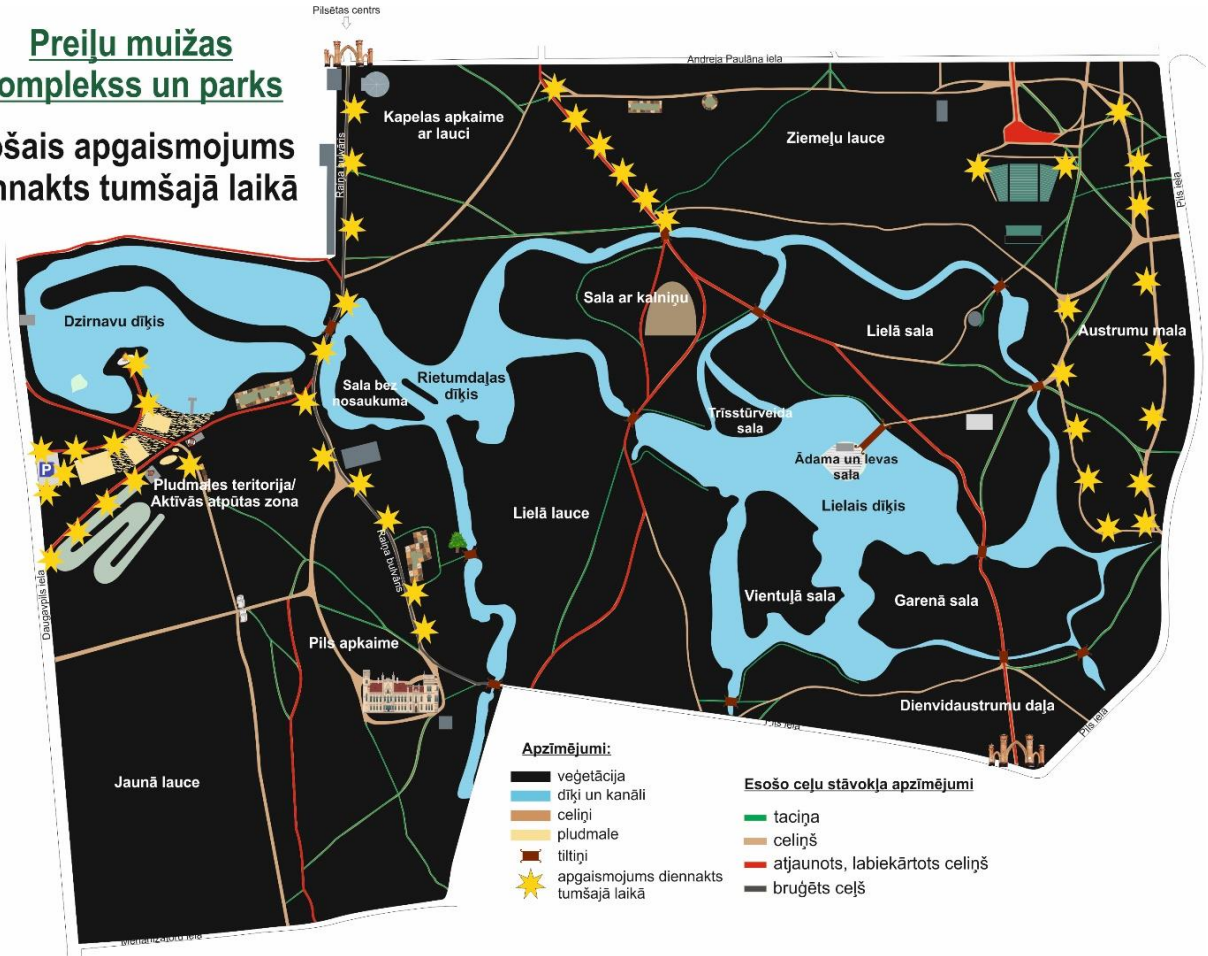 Pilsētas centrs
Preiļu muižas
komplekss un parks
apgaismojums
tumšajā laikā
Andreja Paulāna iela
Kapelas apkaime
ar lauci
Ziemeļu lauce
Raiņa bulvāris
Pils iela
Dzirnavu dīķis
Sala ar kalniņu
Lielā sala
Austrumu mala
Sala bez
nosaukuma
Rietumdaļas
dīķis
Trīsstūrveida
sala
Ādama un Ievas
sala
P
Pludmales teritorija/
Aktīvās atpūtas zona
Lielā lauce
Lielais dīķis
Raiņa bulvāris
Daugavpils iela
Vientuļā sala
Garenā sala
Pils apkaime
Dienvidaustrumu daļa
Pils iela
Pils iela
Jaunā lauce
Apzīmējumi:
veģetācija
dīķi un kanāli
celiņi
pludmale
tiltiņi
apgaismojums diennakts
tumšajā laikā
Esošo ceļu stāvokļa apzīmējumi
taciņa
celiņš
atjaunots, labiekārtots celiņš
bruģēts ceļš